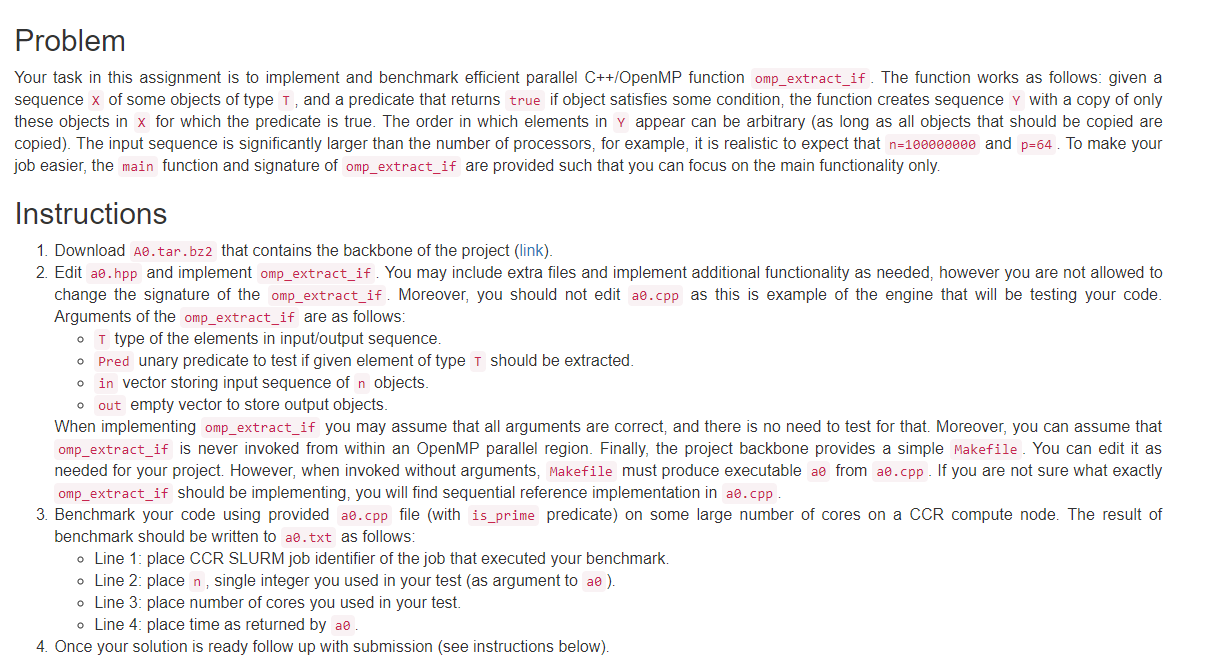 Problem
Your task in this assignment is to implement and benchmark efficient parallel C++/OpenMP function omp_extract_if. The function works as follows: given a
sequence X of some objects of type T, and a predicate that returns true if object satisfies some condition, the function creates sequence Y with a copy of only
these objects in X for which the predicate is true. The order in which elements in Y appear can be arbitrary (as long as all objects that should be copied are
copied). The input sequence is significantly larger than the number of processors, for example, it is realistic to expect that n=100000000 and p=64. To make your
job easier, the main function and signature of omp_extract_if are provided such that you can focus on the main functionality only.
Instructions
1. Download A0.tar.bz2 that contains the backbone of the project (link).
2. Edit a0.hpp and implement omp_extract_if. You may include extra files and implement additional functionality as needed, however you are not allowed to
change the signature of the omp_extract_if. Moreover, you should not edit a0.cpp as this is example of the engine that will be testing your code.
Arguments of the omp_extract_if are as follows:
◦ T type of the elements in input/output sequence.
◦ Pred unary predicate to test if given element of type T should be extracted.
◦ in vector storing input sequence of n objects.
◦ out empty vector to store output objects.
When implementing omp_extract_if you may assume that all arguments are correct, and there is no need to test for that. Moreover, you can assume that
omp_extract_if is never invoked from within an OpenMP parallel region. Finally, the project backbone provides a simple Makefile. You can edit it as
needed for your project. However, when invoked without arguments, Makefile must produce executable a0 from a0.cpp. If you are not sure what exactly
omp_extract_if should be implementing, you will find sequential reference implementation in a0.cpp.
3. Benchmark your code using provided a0.cpp file (with is_prime predicate) on some large number of cores on a CCR compute node. The result of
benchmark should be written to a0.txt as follows:
◦ Line 1: place CCR SLURM job identifier of the job that executed your benchmark.
◦ Line 2: place n, single integer you used in your test (as argument to a0).
◦ Line 3: place number of cores you used in your test.
◦ Line 4: place time as returned by a0.
4. Once your solution is ready follow up with submission (see instructions below).